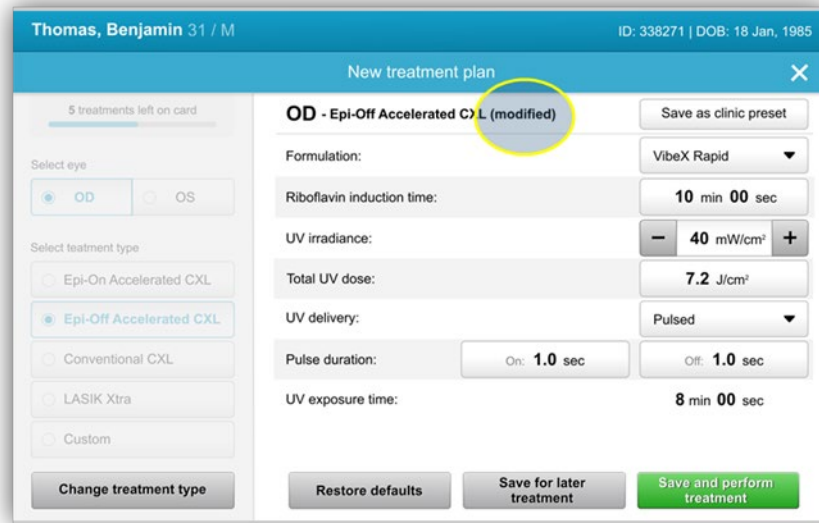 Thomas, Benjamin 31 / M
ID: 338271 | DOB: 18 Jan, 1985
New treatment plan
5 treatments left on card
Select eye
OD
OS
Select teatment type
Epi-On Accelerated CXL
Epi-Off Accelerated CXL
Conventional CXL
LASIK Xtra
Custom
Change treatment type
OD - Epi-Off Accelerated CXL (modified)
Save as clinic preset
Formulation:
VibeX Rapid
Riboflavin induction time:
10 min 00 sec
UV irradiance:
− 40 mW/cm² +
Total UV dose:
7.2 J/cm²
UV delivery:
Pulsed
Pulse duration:
On: 1.0 sec
Off: 1.0 sec
UV exposure time:
8 min 00 sec
Restore defaults
Save for later
treatment
Save and perform
treatment